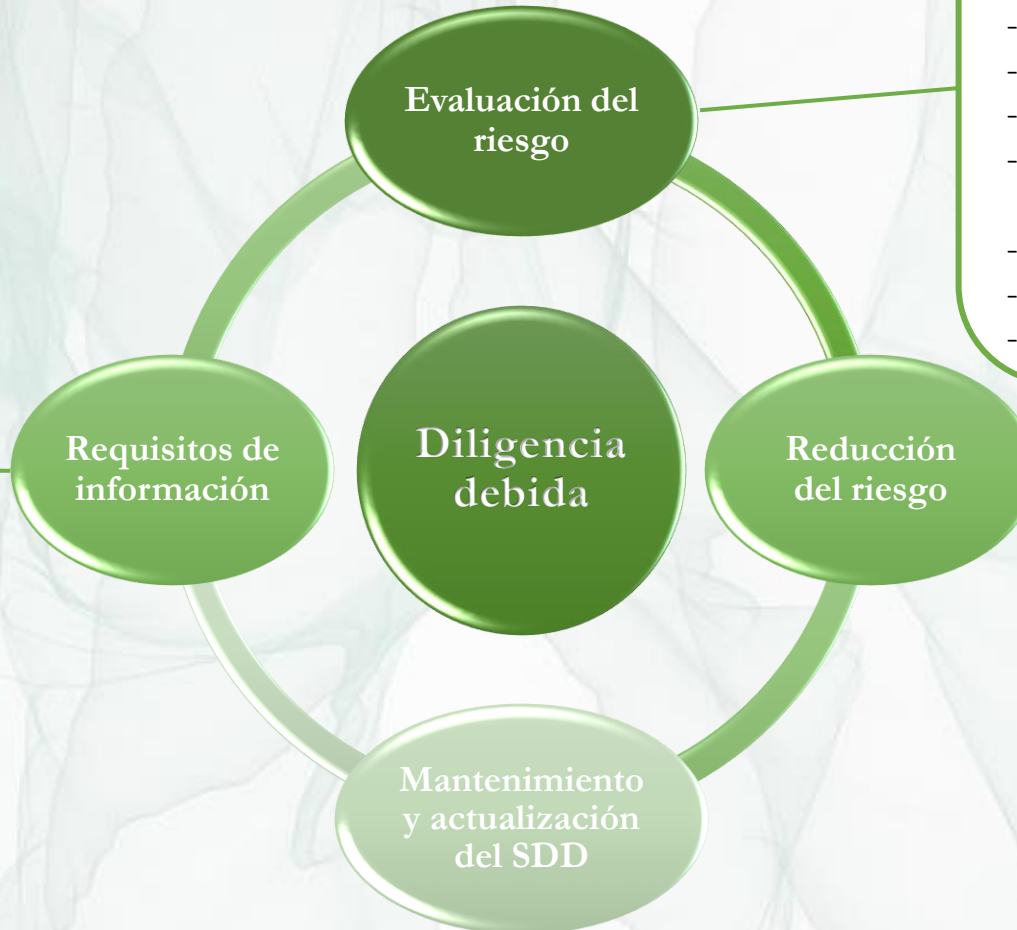 Evaluación del
riesgo
-
-
-
-
-
-
-
Requisitos de
información
Diligencia
debida
Reducción
del riesgo
Mantenimiento
y actualización
del SDD